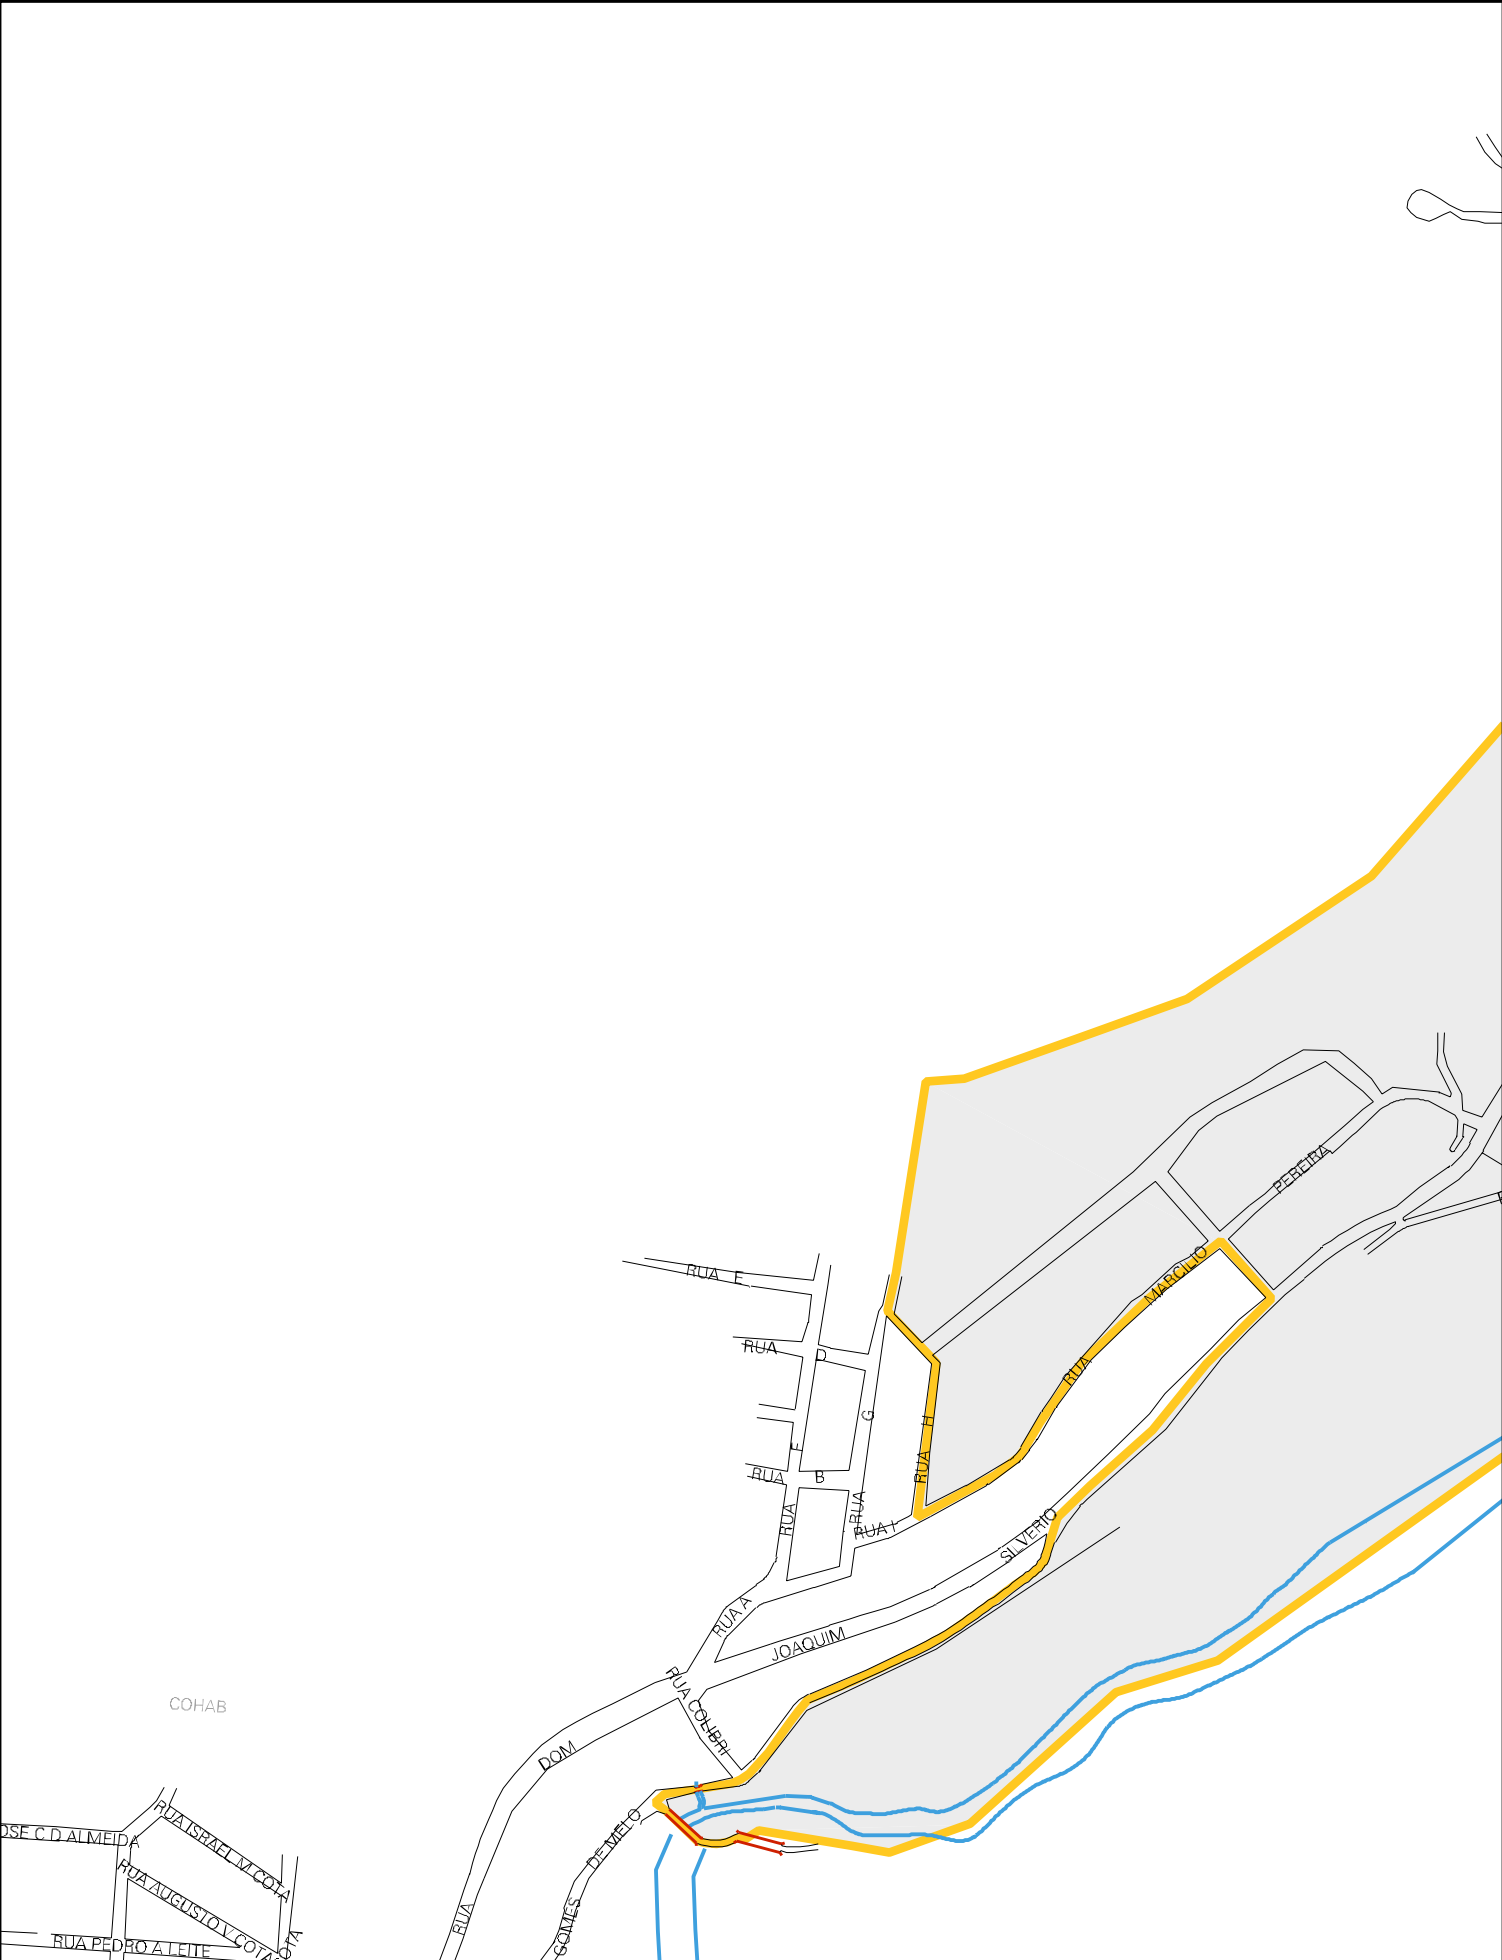 PEREIRA
MARCILIO
RUA
RUA E
RUA D
RUA H
G
RUA
F
RUA
RUA B
RUA I
RUA A
SILVERIO
JOAQUIM
RUA COLIBRI
DOM
RUA
COHAB
DE MELO
GOMES
RUA ISRAEL M COTA
OSE C D ALMEIDA
RUA AUGUSTO V COTA
OTA
RUA PEDRO A LEITE